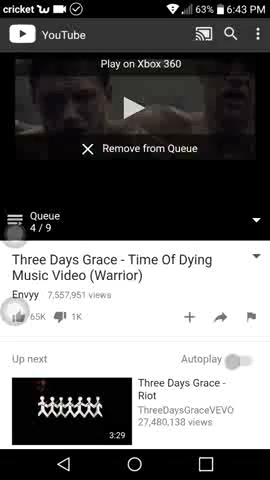 cricket 63% 6:43 PM
YouTube
Play on Xbox 360
Remove from Queue
Queue
4 / 9
Three Days Grace - Time Of Dying
Music Video (Warrior)
Envyy 7,557,951 views
65K 1K
Up next Autoplay
Three Days Grace -
Riot
ThreeDaysGraceVEVO
27,480,138 views
3:29